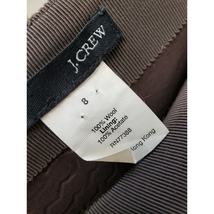 J. CREW
8
100% Wool
Lining:
100% Acetate
RN77388
Hong Kong